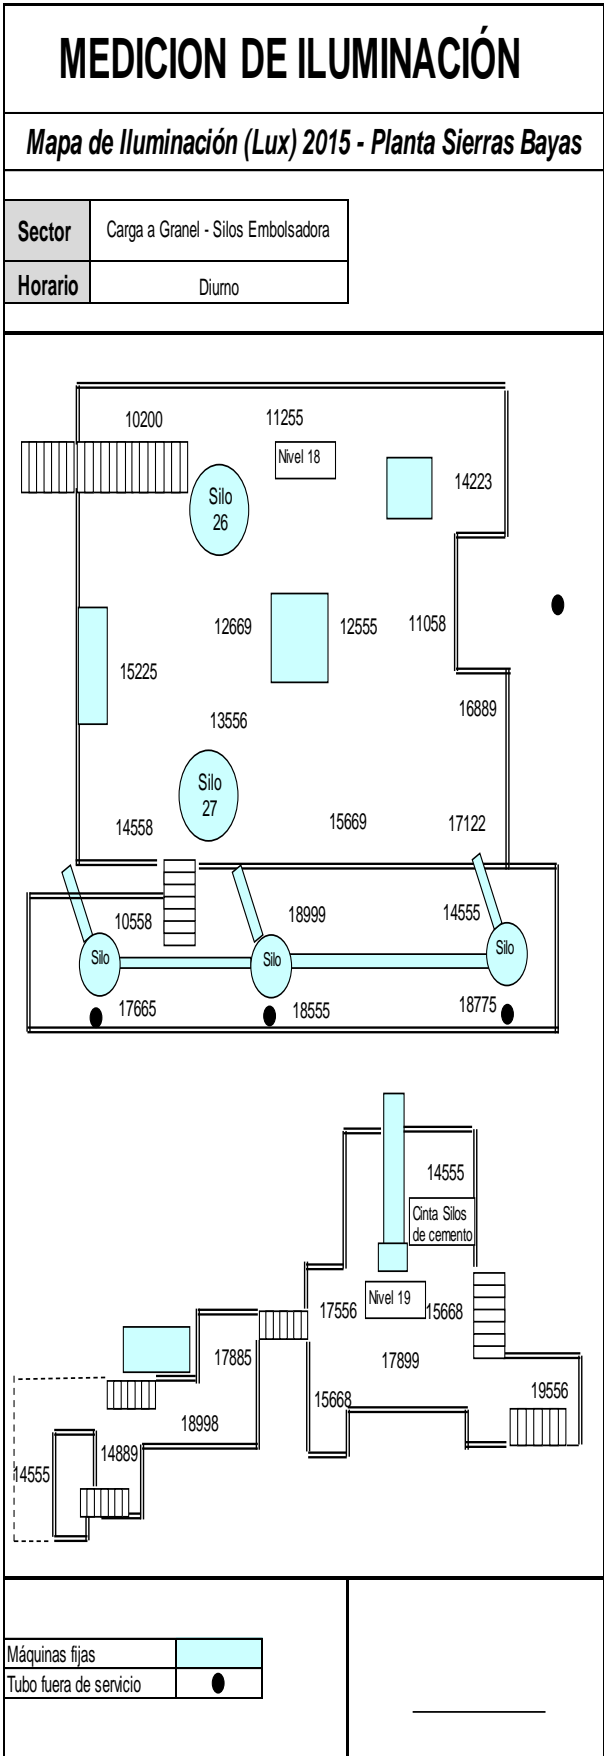 MEDICION DE ILUMINACIÓN
Mapa de Iluminación (Lux) 2015 - Planta Sierras Bayas
Sector Carga a Granel - Silos Embolsadora
Horario Diurno
10200 11255
Nivel 18
14223
Silo
26
12669 12555 11058
15225
16889
13556
Silo
27
14558 15669 17122
10558 18999 14555
Silo Silo Silo
17665 18555 18775
14555
Cinta Silos
de cemento
Nivel 19
17556 15668
17885 17899
15668 19556
18998
14889
14555
Máquinas fijas
Tubo fuera de servicio